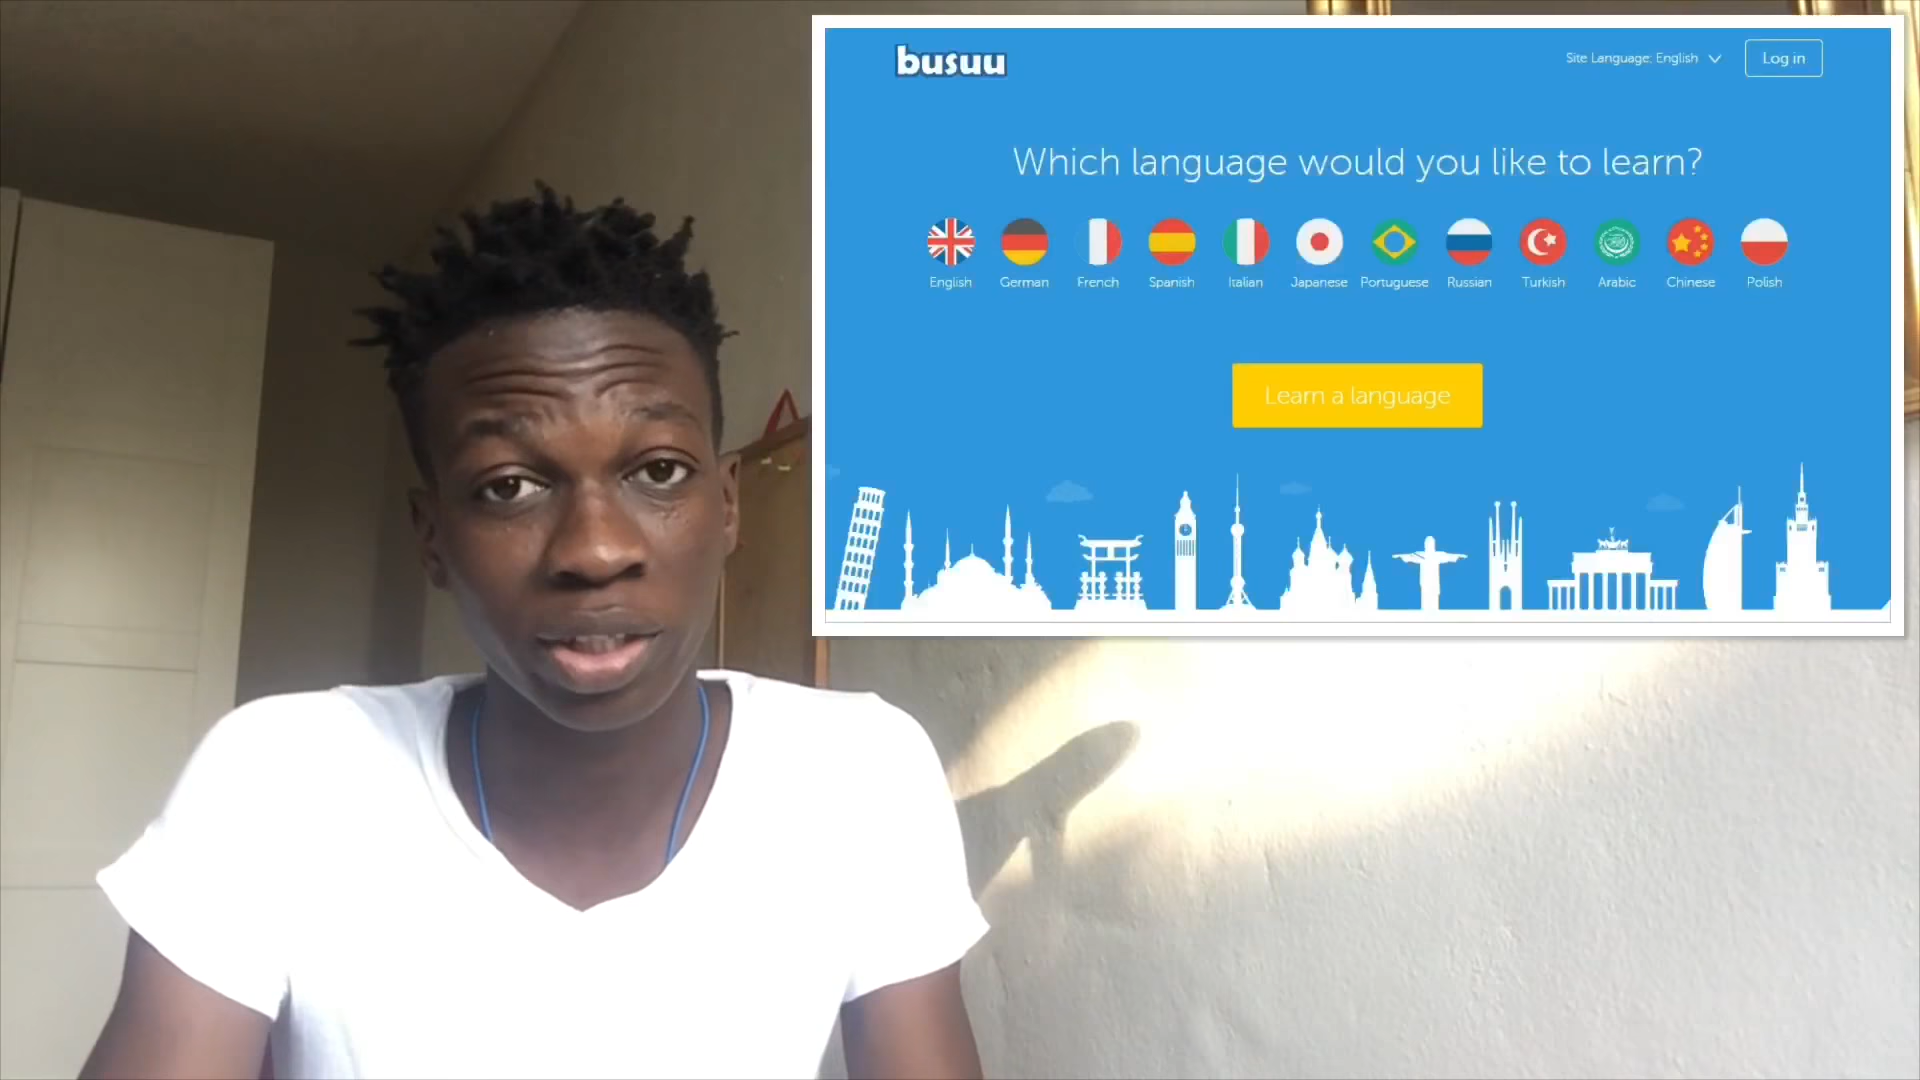 busuu
Site Language: English
Log in
Which language would you like to learn?
English German French Spanish Italian Japanese Portuguese Russian Turkish Arabic Chinese Polish
Learn a language